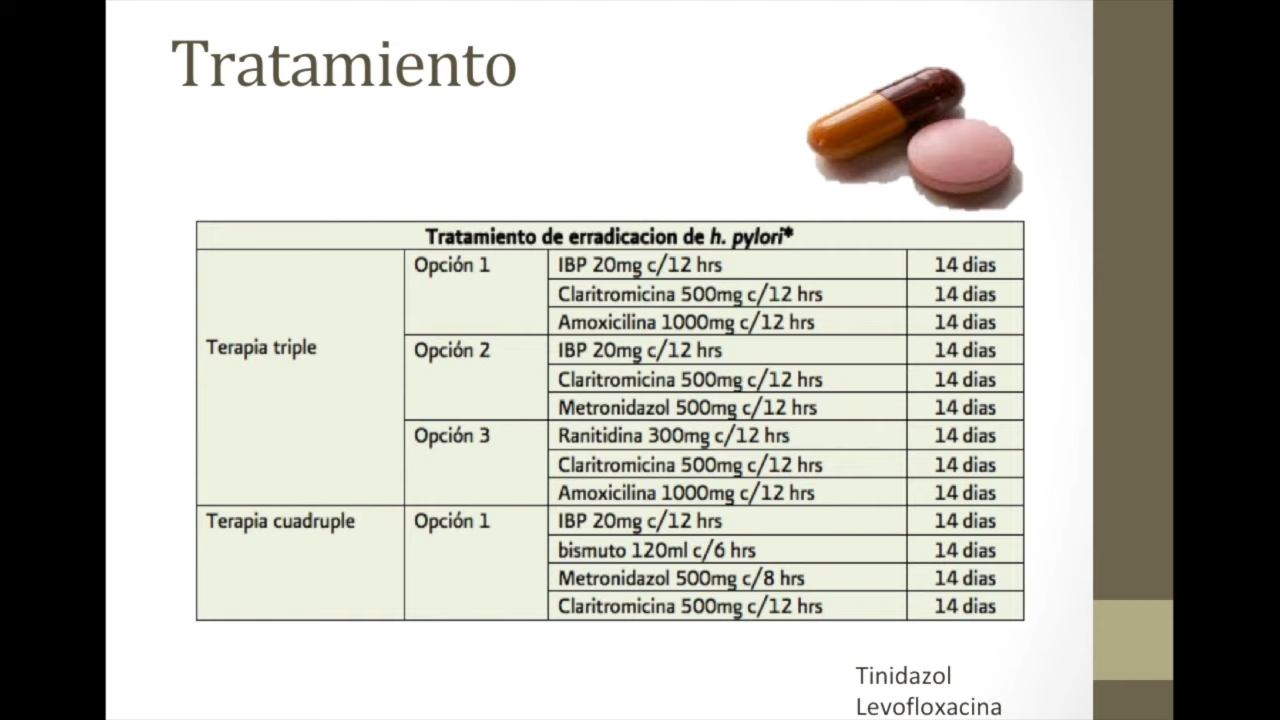 Tratamiento
Tratamiento de erradicacion de h. pylori*
Terapia triple
Opción 1
IBP 20mg c/12 hrs 14 dias
Claritromicina 500mg c/12 hrs 14 dias
Amoxicilina 1000mg c/12 hrs 14 dias
Opción 2
IBP 20mg c/12 hrs 14 dias
Claritromicina 500mg c/12 hrs 14 dias
Metronidazol 500mg c/12 hrs 14 dias
Opción 3
Ranitidina 300mg c/12 hrs 14 dias
Claritromicina 500mg c/12 hrs 14 dias
Amoxicilina 1000mg c/12 hrs 14 dias
Terapia cuadruple
Opción 1
IBP 20mg c/12 hrs 14 dias
bismuto 120ml c/6 hrs 14 dias
Metronidazol 500mg c/8 hrs 14 dias
Claritromicina 500mg c/12 hrs 14 dias
Tinidazol
Levofloxacina